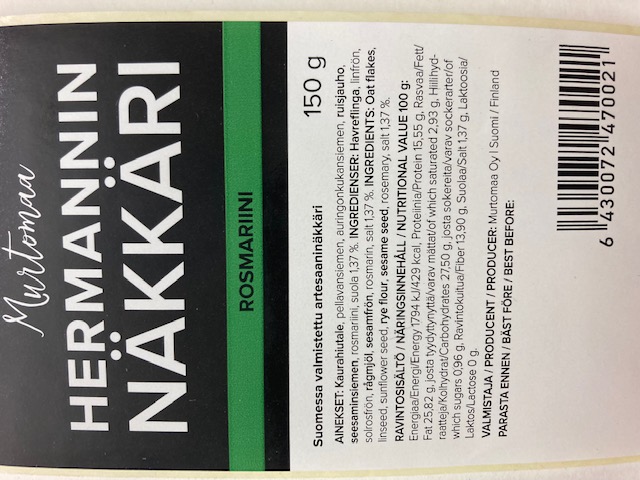 Murtomaa
HERMANNIN
NÄKKÄRI
ROSMARIINI
150 g
Suomessa valmistettu artesaaninäkkäri
AINEKSET: Kaurahiutale, pellavansiemen, auringonkukansiemen, ruisjauho,
seesaminsiemen, rosmariini, suola 1,37 %. INGREDIENSER: Havreflinga, linfrön,
solrosfrön, rågmjöl, sesamfrön, rosmarin, salt 1,37 %. INGREDIENTS: Oat flakes,
linseed, sunflower seed, rye flour, sesame seed, rosemary, salt 1,37 %.
RAVINTOSISÄLTÖ / NÄRINGSINNEHÅLL / NUTRITIONAL VALUE 100 g:
Energiaa/Energi/Energy 1794 kJ/429 kcal, Proteiinia/Protein 15,55 g, Rasvaa/Fett/
Fat 25,82 g, josta tyydyttynyttä/varav mättat/of which saturated 2,93 g, Hiilihyd-
raatteja/Kolhydrat/Carbohydrates 27,50 g, josta sokereita/varav sockerarter/of
which sugars 0,96 g, Ravintokuitua/Fiber 13,90 g, Suolaa/Salt 1,37 g, Laktoosia/
Laktos/Lactose 0 g.
VALMISTAJA / PRODUCENT / PRODUCER: Murtomaa Oy | Suomi / Finland
PARASTA ENNEN / BÄST FÖRE / BEST BEFORE:
6 430072 470021